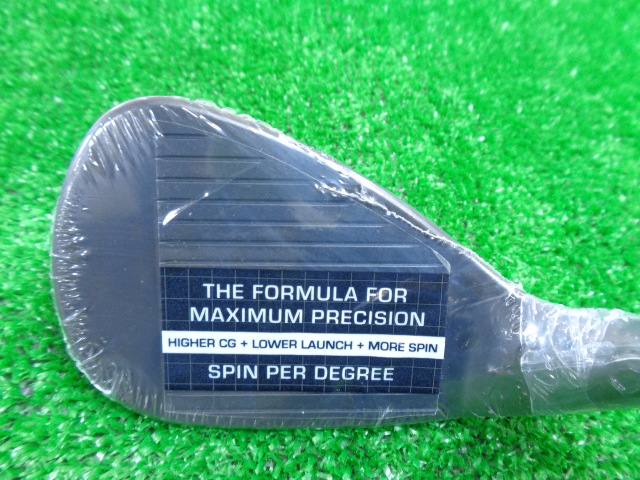 THE FORMULA FOR
MAXIMUM PRECISION
HIGHER CG + LOWER LAUNCH + MORE SPIN
SPIN PER DEGREE